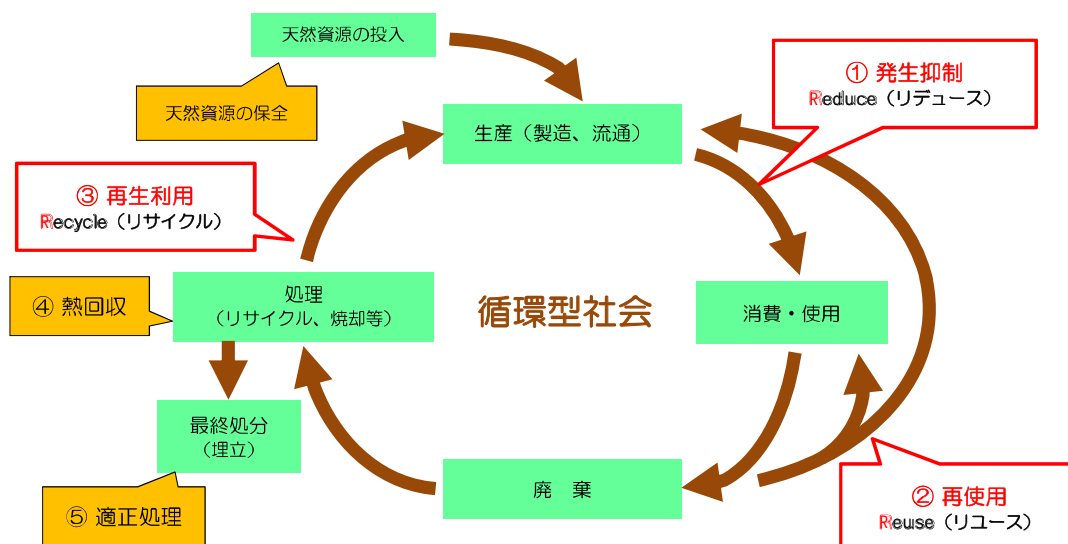 天然資源の投入
天然資源の保全
① 発生抑制
Reduce（リデュース）
生産（製造、流通）
③ 再生利用
Recycle（リサイクル）
④ 熱回収
処理
（リサイクル、焼却等）
循環型社会
消費・使用
最終処分
（埋立）
⑤ 適正処理
廃　棄
② 再使用
Reuse（リユース）